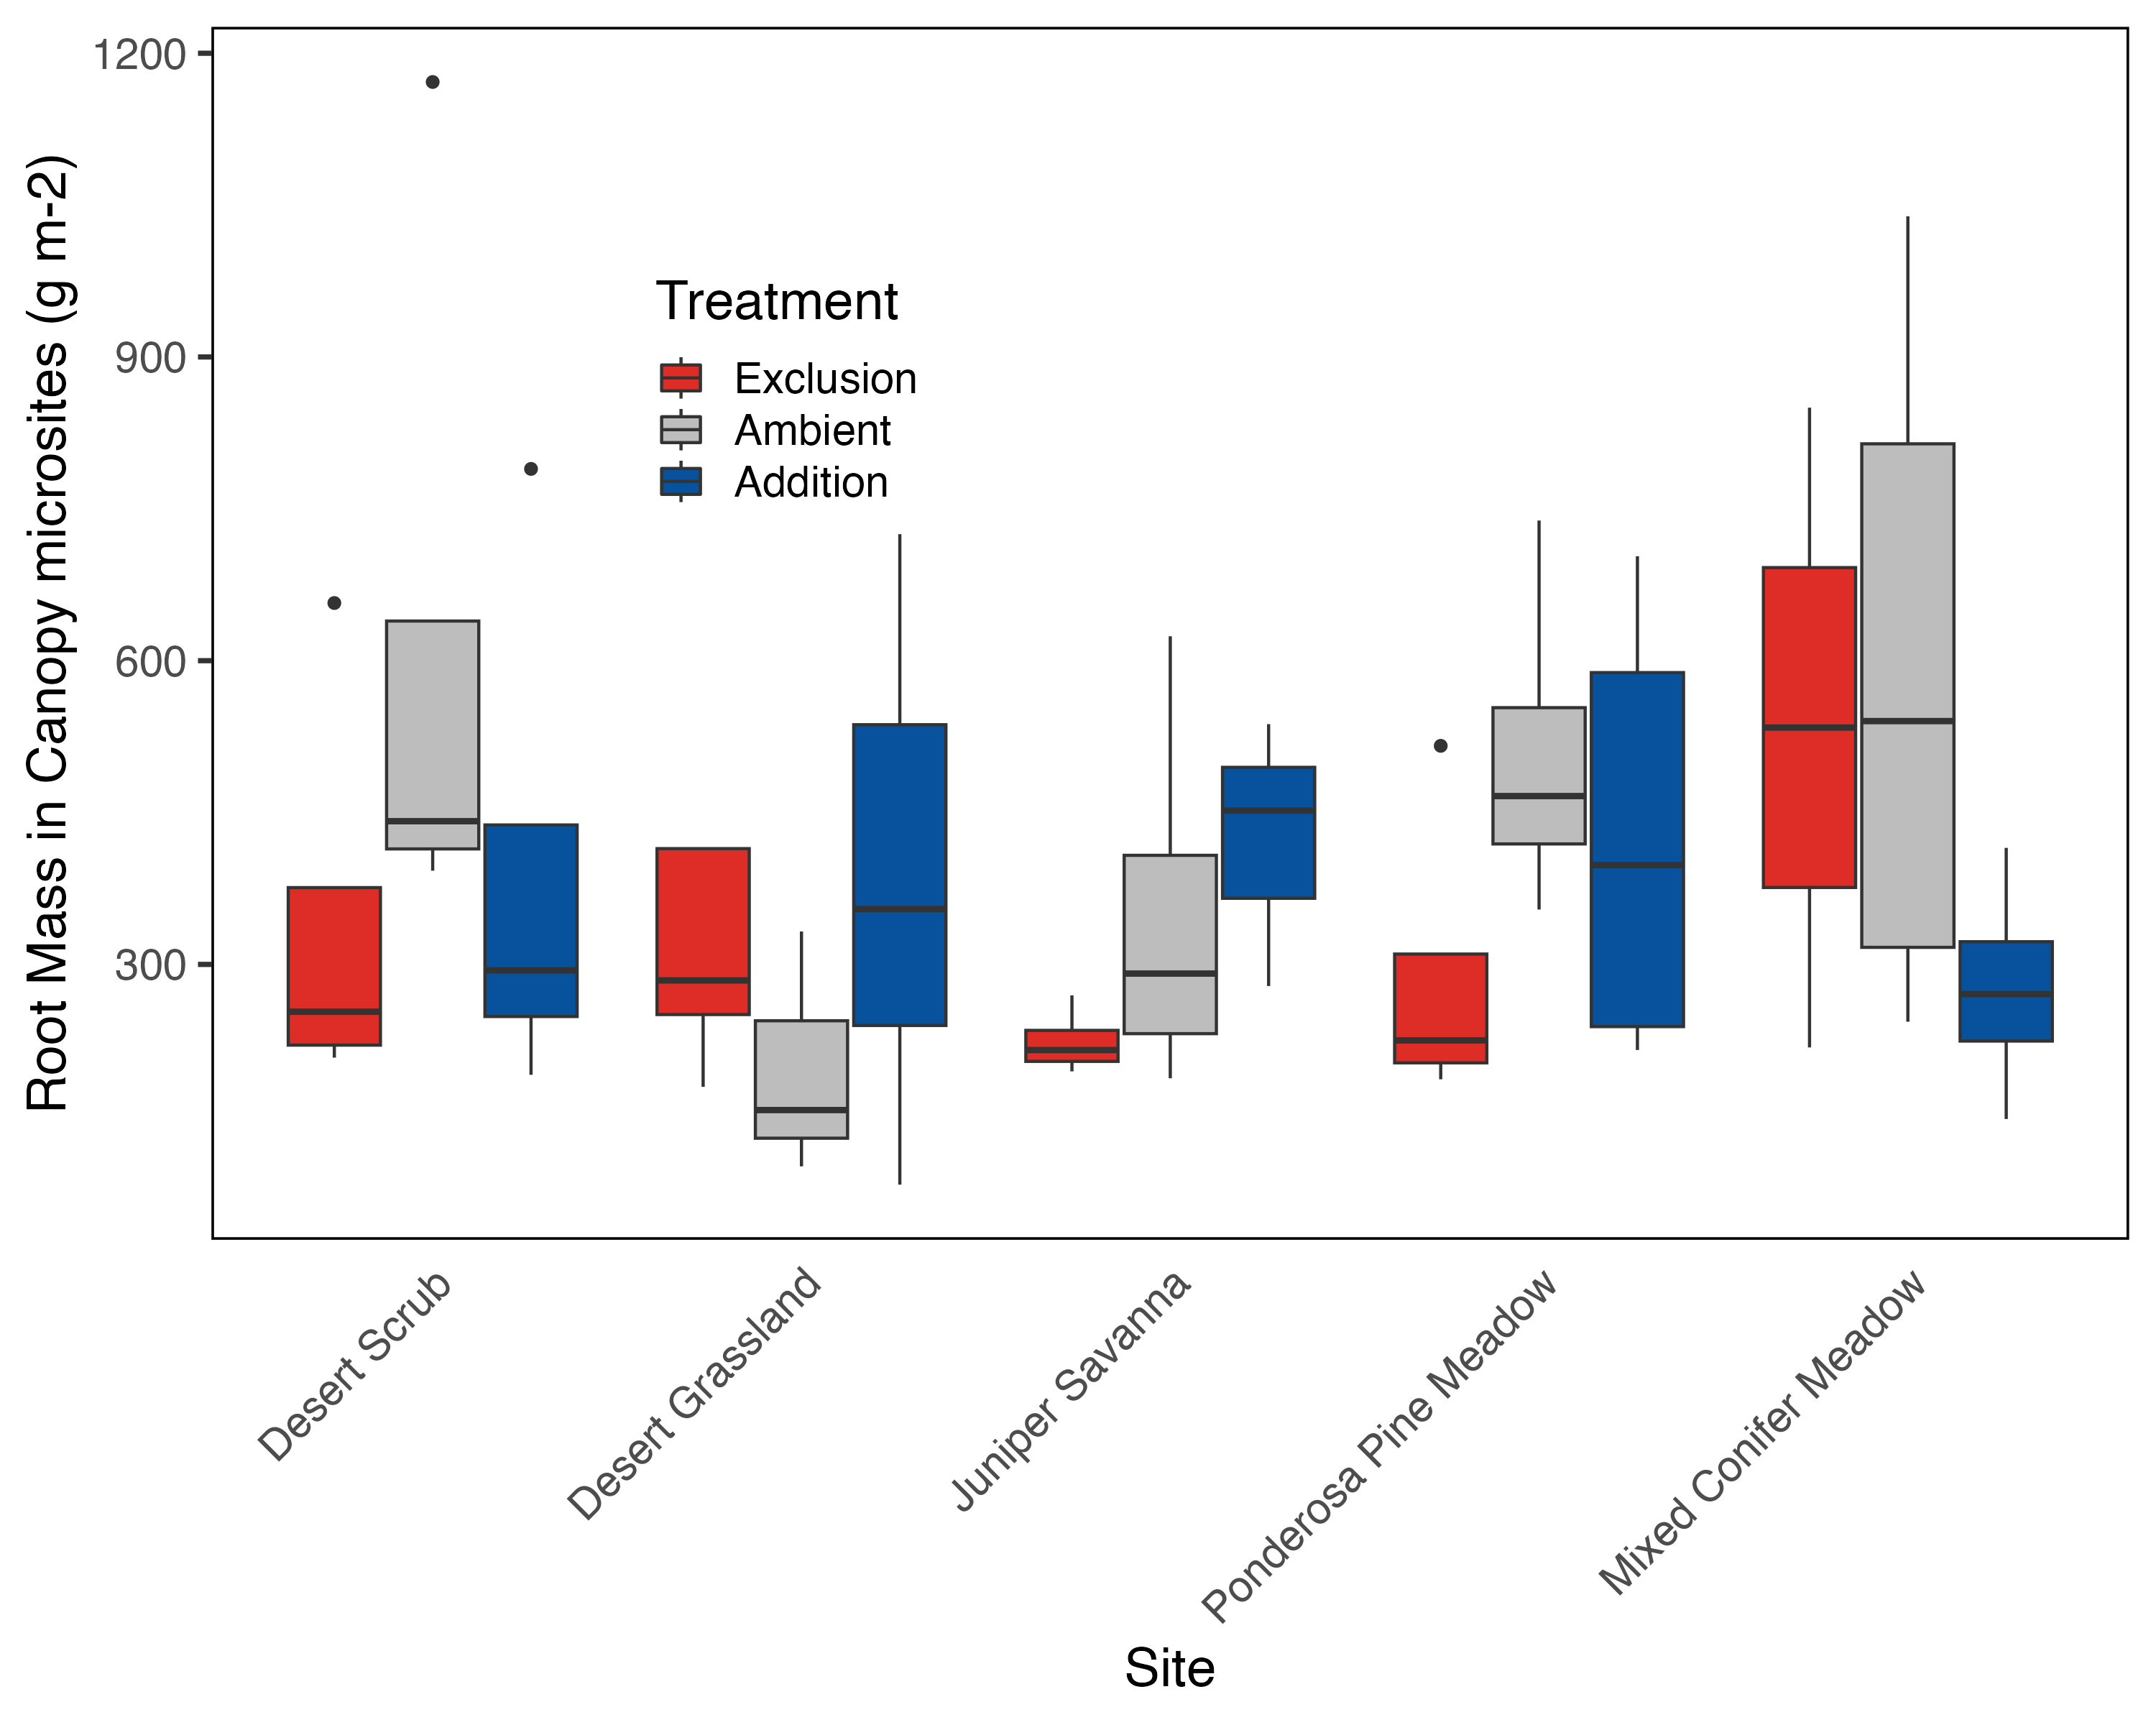 Root Mass in Canopy microsites (g m-2)
1200
900
600
300
Treatment
Exclusion
Ambient
Addition
Desert Scrub
Desert Grassland
Juniper Savanna
Ponderosa Pine Meadow
Mixed Conifer Meadow
Site